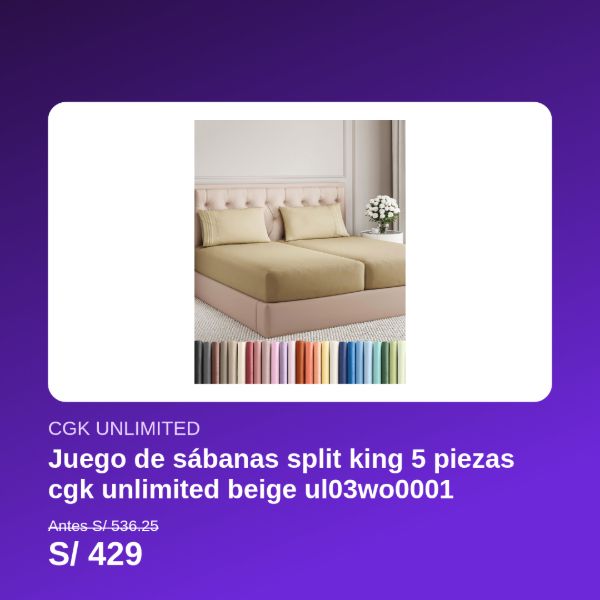 CGK UNLIMITED
Juego de sábanas split king 5 piezas
cgk unlimited beige ul03wo0001
Antes S/ 536.25
S/ 429